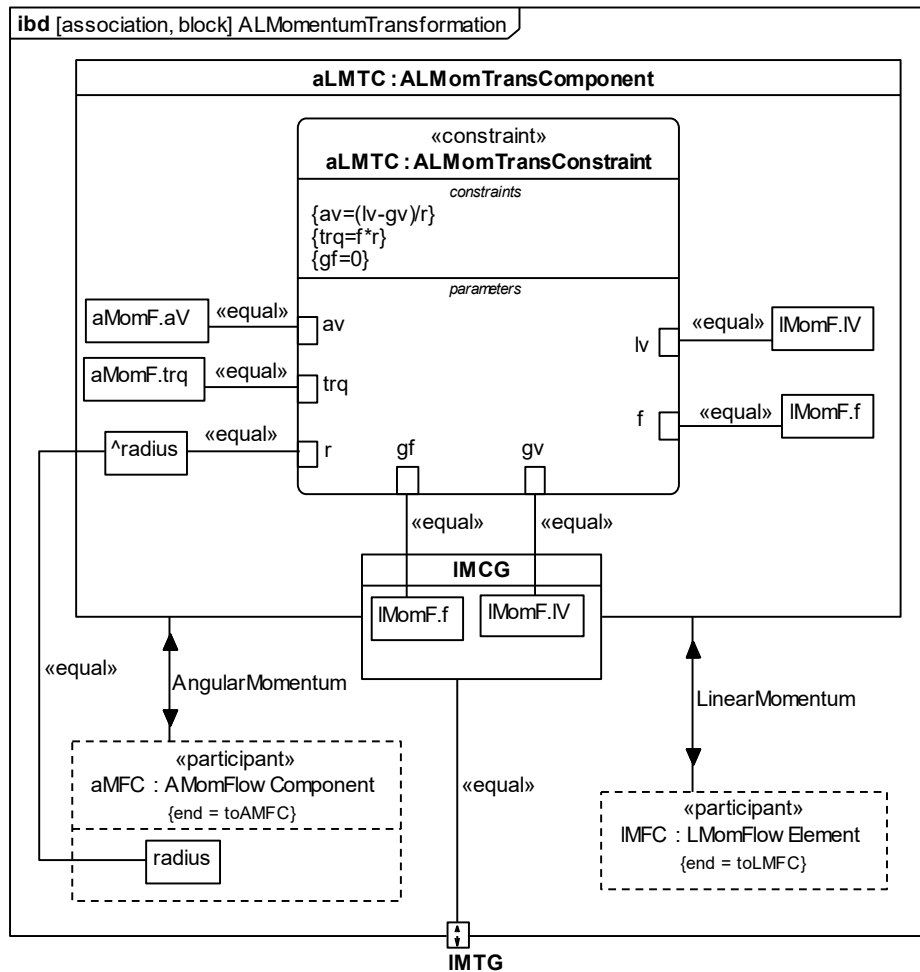 ibd [association, block] ALMomentumTransformation
aLMTC : ALMomTransComponent
«constraint»
aLMTC : ALMomTransConstraint
constraints
{av=(lv-gv)/r}
{trq=f*r}
{gf=0}
parameters
aMomF.aV
«equal»
av
lv
«equal»
lMomF.lV
aMomF.trq
«equal»
trq
f
«equal»
lMomF.f
^radius
«equal»
r
gf
gv
«equal»
«equal»
lMCG
lMomF.f
lMomF.lV
«equal»
AngularMomentum
LinearMomentum
«participant»
aMFC : AMomFlow Component
{end = toAMFC}
radius
«equal»
«participant»
lMFC : LMomFlow Element
{end = toLMFC}
lMTG